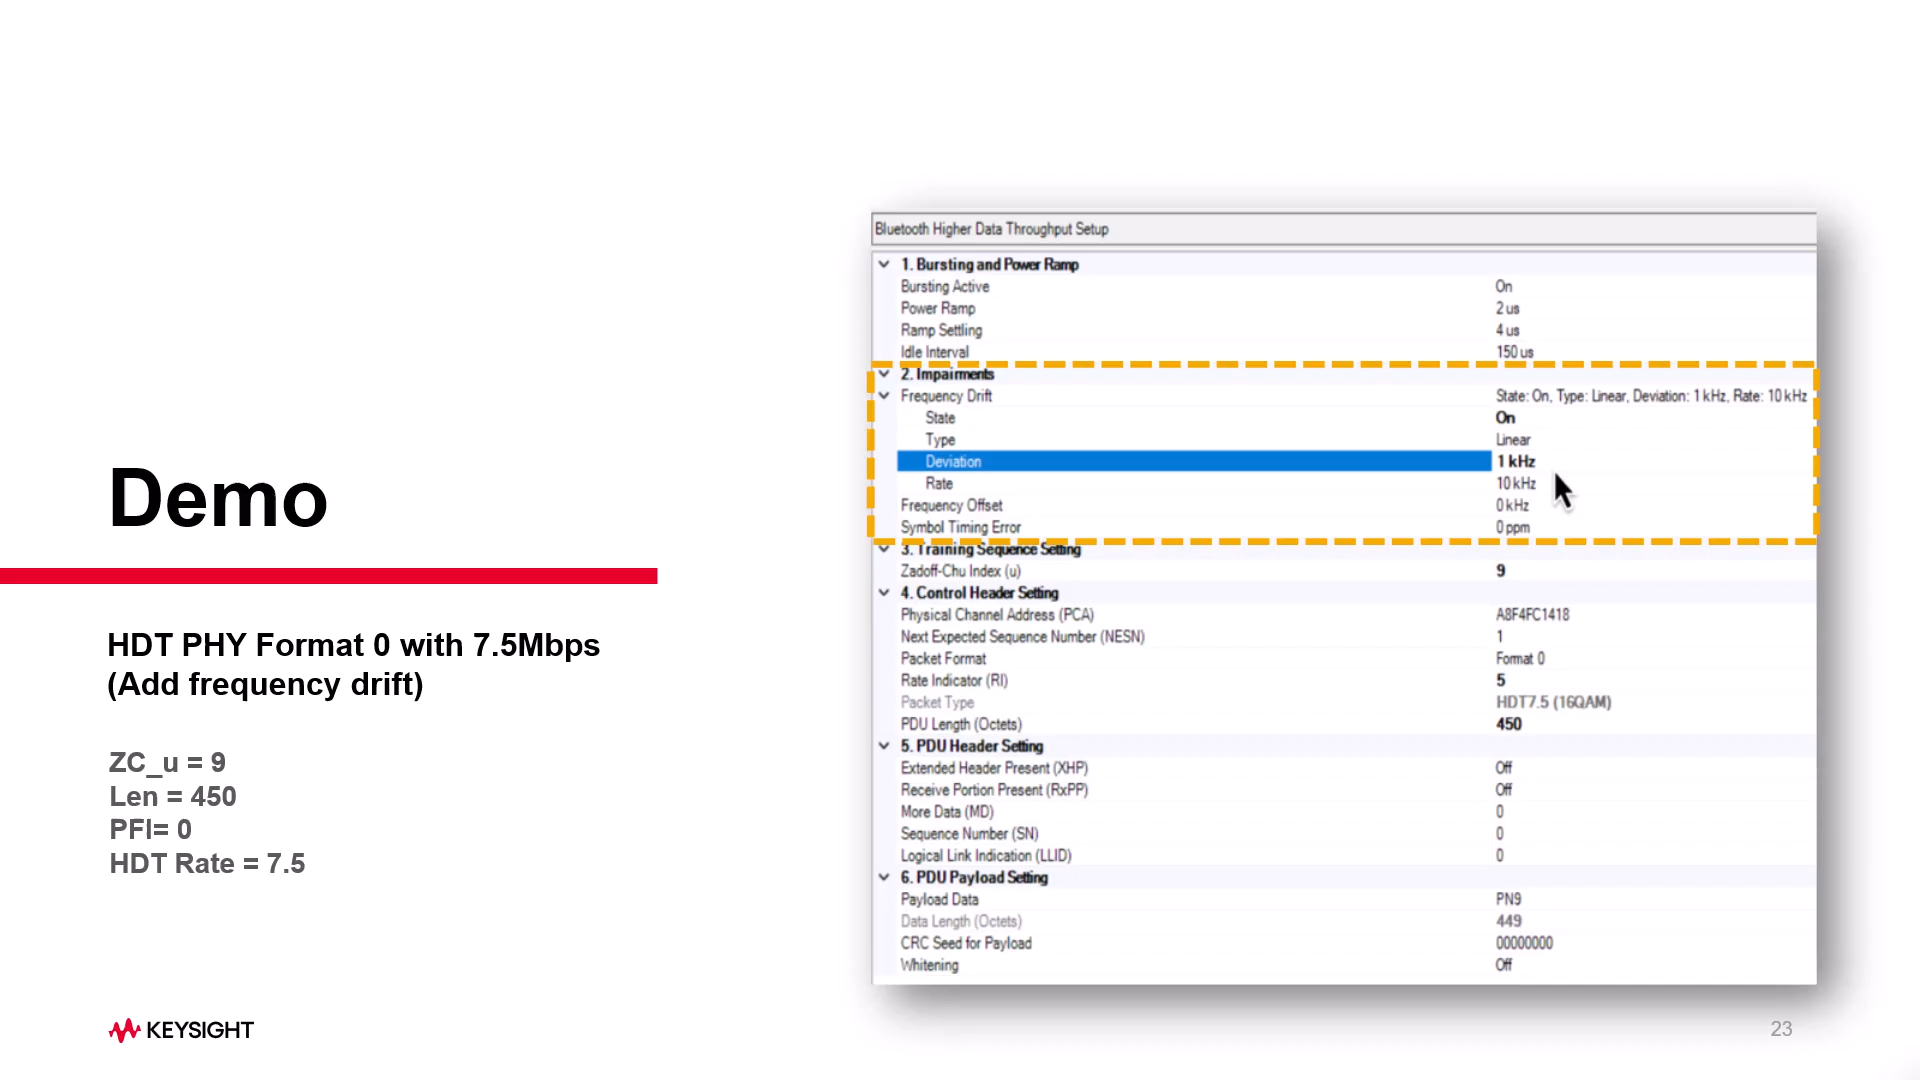 Demo
HDT PHY Format 0 with 7.5Mbps
(Add frequency drift)
ZC_u = 9
Len = 450
PFI= 0
HDT Rate = 7.5
KEYSIGHT
Bluetooth Higher Data Throughput Setup
1. Bursting and Power Ramp
Bursting Active On
Power Ramp 2 us
Ramp Settling 4 us
Idle Interval 150 us
2. Impairments
Frequency Drift State: On, Type: Linear, Deviation: 1 kHz, Rate: 10 kHz
State On
Type Linear
Deviation 1 kHz
Rate 10 kHz
Frequency Offset 0 kHz
Symbol Timing Error 0 ppm
3. Training Sequence Setting
Zadoff-Chu Index (u) 9
4. Control Header Setting
Physical Channel Address (PCA) A8F4FC1418
Next Expected Sequence Number (NESN) 1
Packet Format Format 0
Rate Indicator (RI) 5
Packet Type HDT7.5 (16QAM)
PDU Length (Octets) 450
5. PDU Header Setting
Extended Header Present (XHP) Off
Receive Portion Present (RxPP) Off
More Data (MD) 0
Sequence Number (SN) 0
Logical Link Indication (LLID) 0
6. PDU Payload Setting
Payload Data PN9
Data Length (Octets) 449
CRC Seed for Payload 00000000
Whitening Off
23